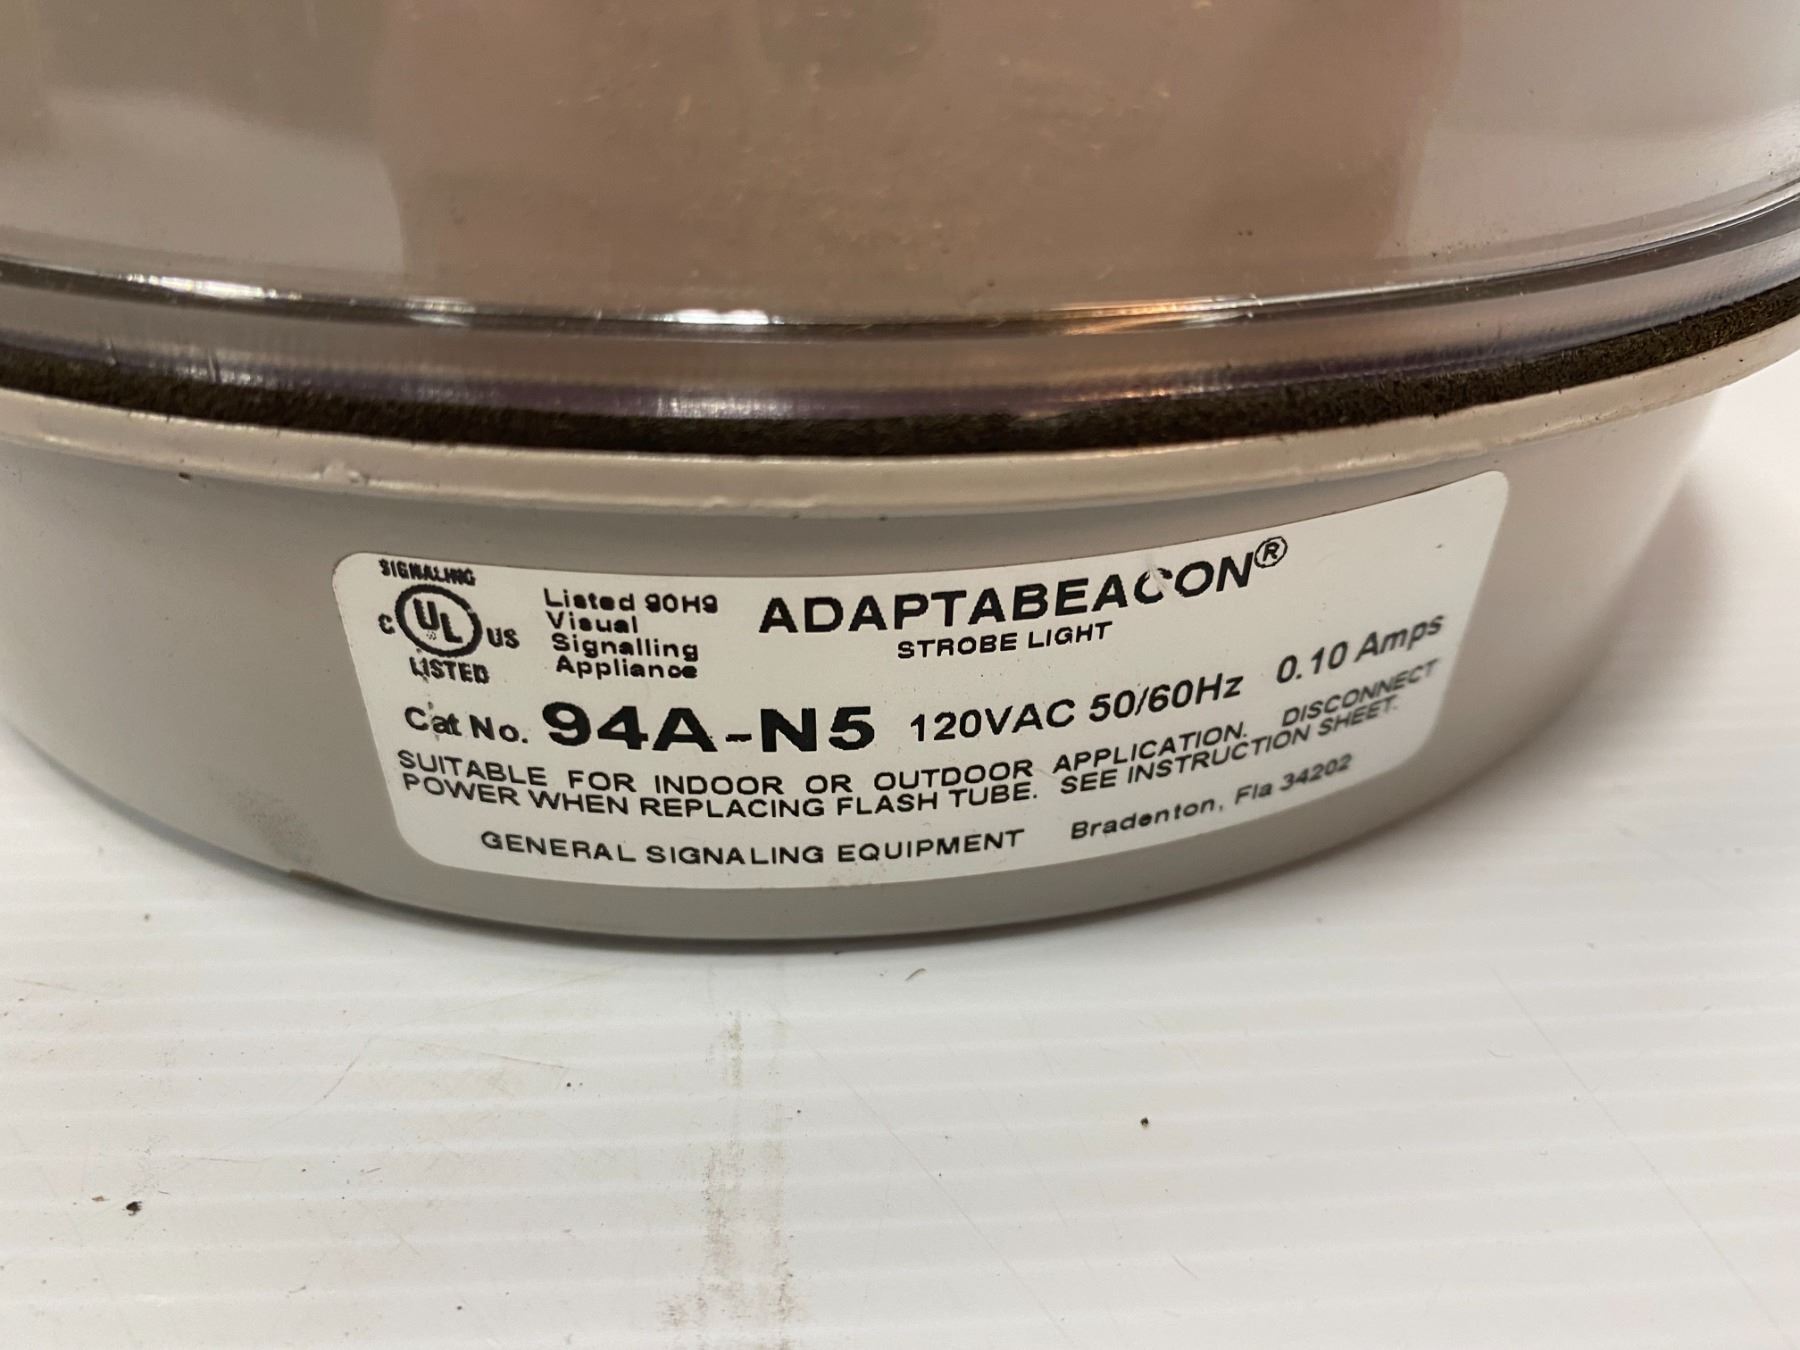 SIGNALING
C UL US
LISTED
Listed 90H9
Visual
Signalling
Appliance
ADAPTABEACON®
STROBE LIGHT
Cat No. 94A-N5 120VAC 50/60Hz 0.10 Amps
SUITABLE FOR INDOOR OR OUTDOOR APPLICATION. DISCONNECT
POWER WHEN REPLACING FLASH TUBE. SEE INSTRUCTION SHEET.
GENERAL SIGNALING EQUIPMENT Bradenton, Fla 34202